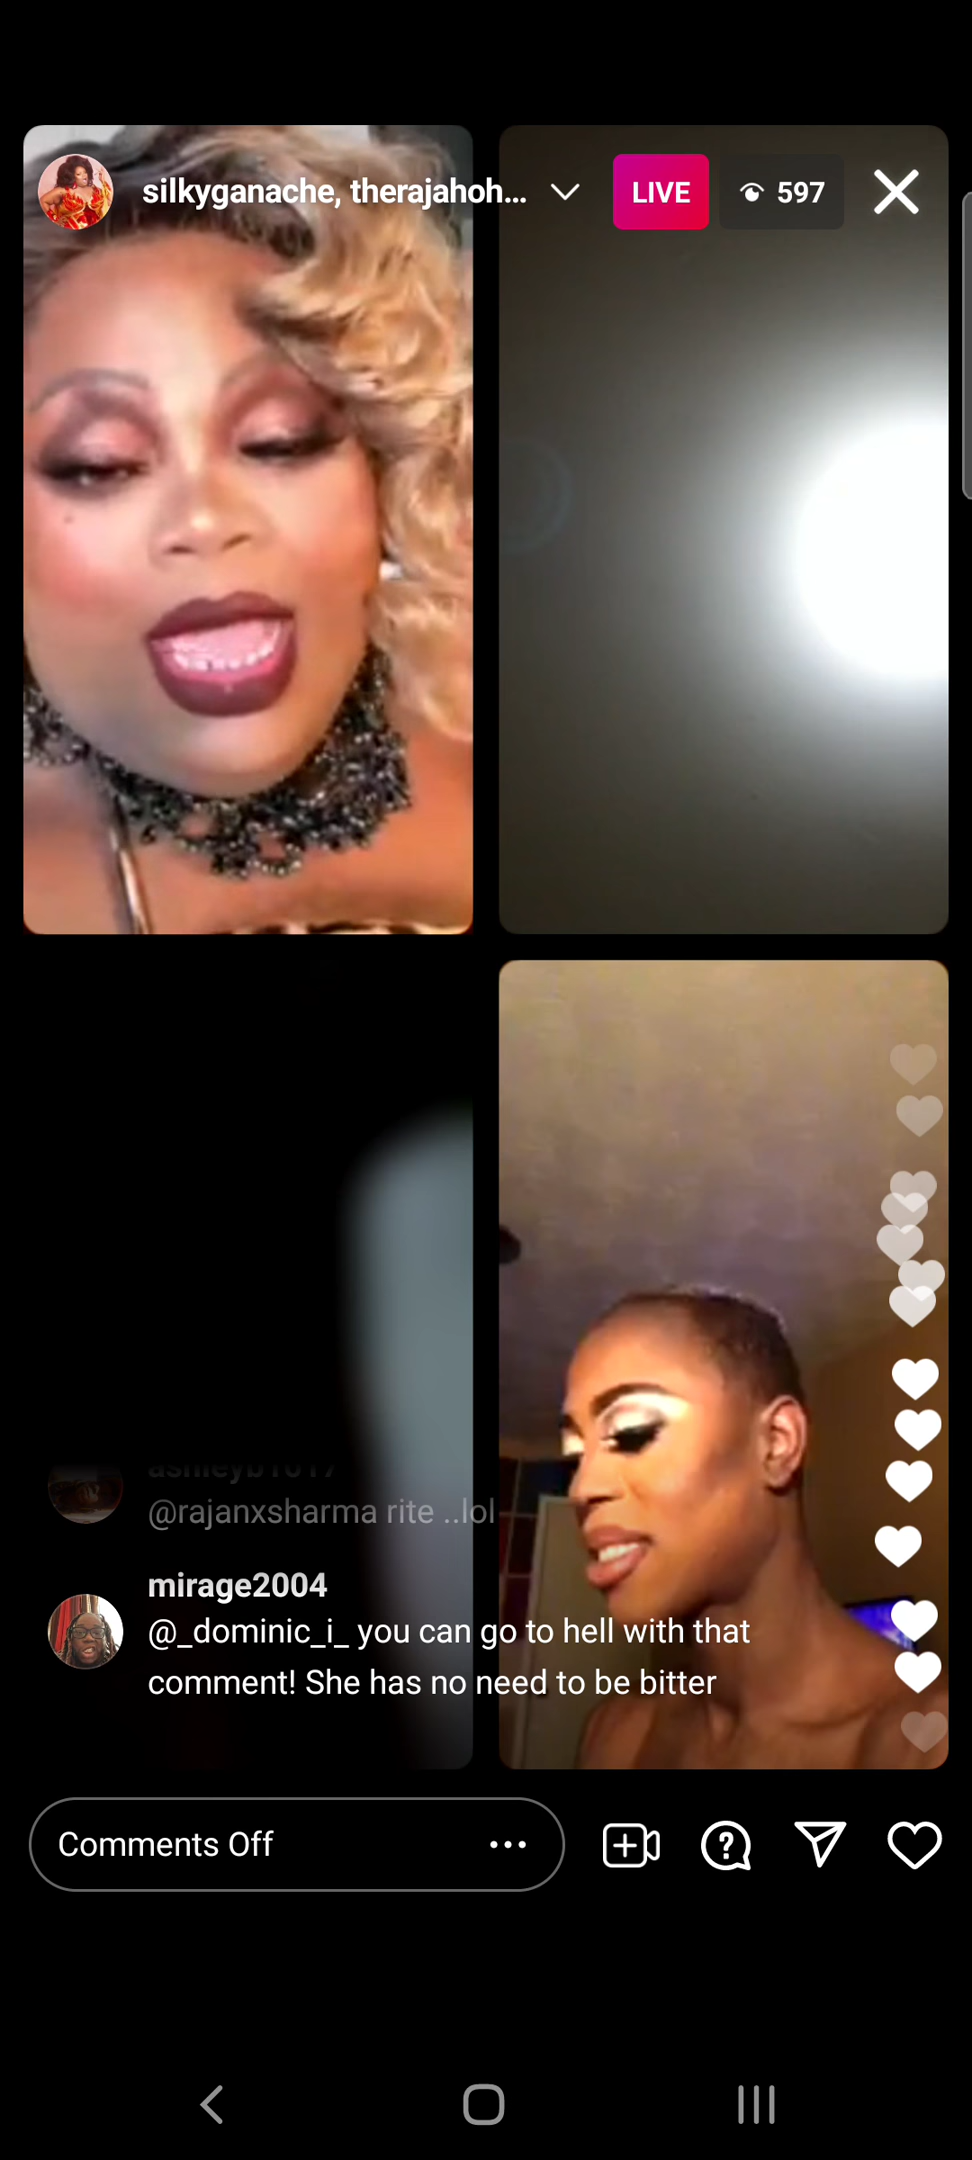 silkyganache, therajahoh...
LIVE
597
ashleyb1017
@rajanxsharma rite ..lol
mirage2004
@_dominic_i_ you can go to hell with that
comment! She has no need to be bitter
Comments Off